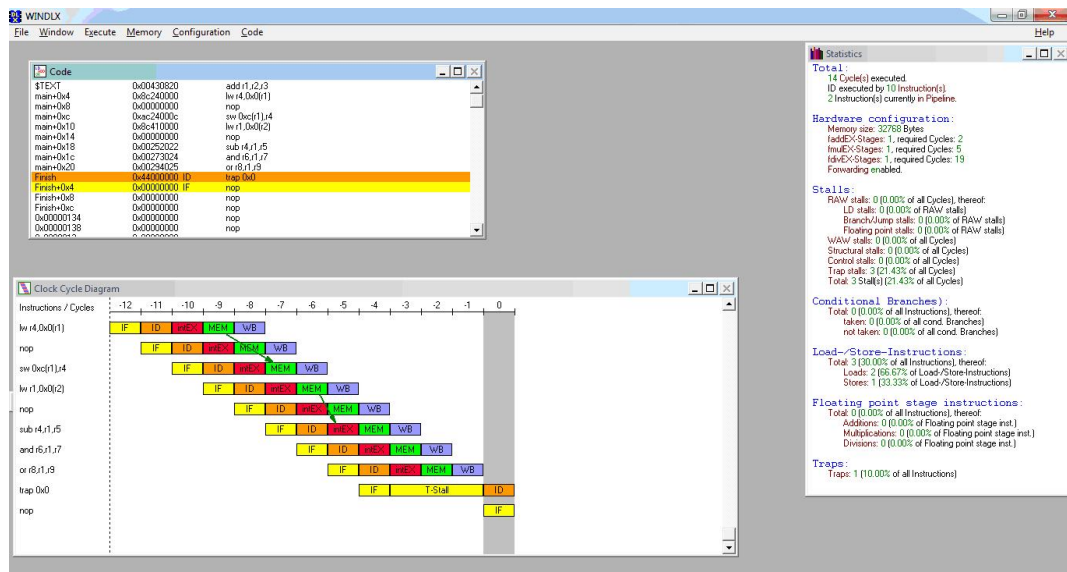 WINDLX
File Window Execute Memory Configuration Code Help
Code
$TEXT 0x00430820 add r1,r2,r3
main+0x4 0x8c240000 lw r4,0x0(r1)
main+0x8 0x00000000 nop
main+0xc 0xac24000c sw 0xc(r1),r4
main+0x10 0x8c410000 lw r1,0x0(r2)
main+0x14 0x00000000 nop
main+0x18 0x00252022 sub r4,r1,r5
main+0x1c 0x00273024 and r6,r1,r7
main+0x20 0x00294025 or r8,r1,r9
Finish 0x44000000 ID trap 0x0
Finish+0x4 0x00000000 IF nop
Finish+0x8 0x00000000 nop
Finish+0xc 0x00000000 nop
0x00000134 0x00000000 nop
0x00000138 0x00000000 nop
Clock Cycle Diagram
Instructions / Cycles -12 -11 -10 -9 -8 -7 -6 -5 -4 -3 -2 -1 0
lw r4,0x0(r1) IF ID intEX MEM WB
nop IF ID intEX MEM WB
sw 0xc(r1),r4 IF ID intEX MEM WB
lw r1,0x0(r2) IF ID intEX MEM WB
nop IF ID intEX MEM WB
sub r4,r1,r5 IF ID intEX MEM WB
and r6,r1,r7 IF ID intEX MEM WB
or r8,r1,r9 IF ID intEX MEM WB
trap 0x0 IF T-Stall ID
nop IF
Statistics
Total:
14 Cycle(s) executed.
ID executed by 10 Instruction(s).
2 Instruction(s) currently in Pipeline.
Hardware configuration:
Memory size: 32768 Bytes
faddEX-Stages: 1, required Cycles: 2
fmulEX-Stages: 1, required Cycles: 5
fdivEX-Stages: 1, required Cycles: 19
Forwarding enabled.
Stalls:
RAW stalls: 0 (0.00% of all Cycles), thereof:
LD stalls: 0 (0.00% of RAW stalls)
Branch/Jump stalls: 0 (0.00% of RAW stalls)
Floating point stalls: 0 (0.00% of RAW stalls)
WAW stalls: 0 (0.00% of all Cycles)
Structural stalls: 0 (0.00% of all Cycles)
Control stalls: 0 (0.00% of all Cycles)
Trap stalls: 3 (21.43% of all Cycles)
Total: 3 Stall(s) (21.43% of all Cycles)
Conditional Branches):
Total: 0 (0.00% of all Instructions), thereof:
taken: 0 (0.00% of all cond. Branches)
not taken: 0 (0.00% of all cond. Branches)
Load-/Store-Instructions:
Total: 3 (30.00% of all Instructions), thereof:
Loads: 2 (66.67% of Load-/Store-Instructions)
Stores: 1 (33.33% of Load-/Store-Instructions)
Floating point stage instructions:
Total: 0 (0.00% of all Instructions), thereof:
Additions: 0 (0.00% of Floating point stage inst.)
Multiplications: 0 (0.00% of Floating point stage inst.)
Divisions: 0 (0.00% of Floating point stage inst.)
Traps:
Traps: 1 (10.00% of all Instructions)